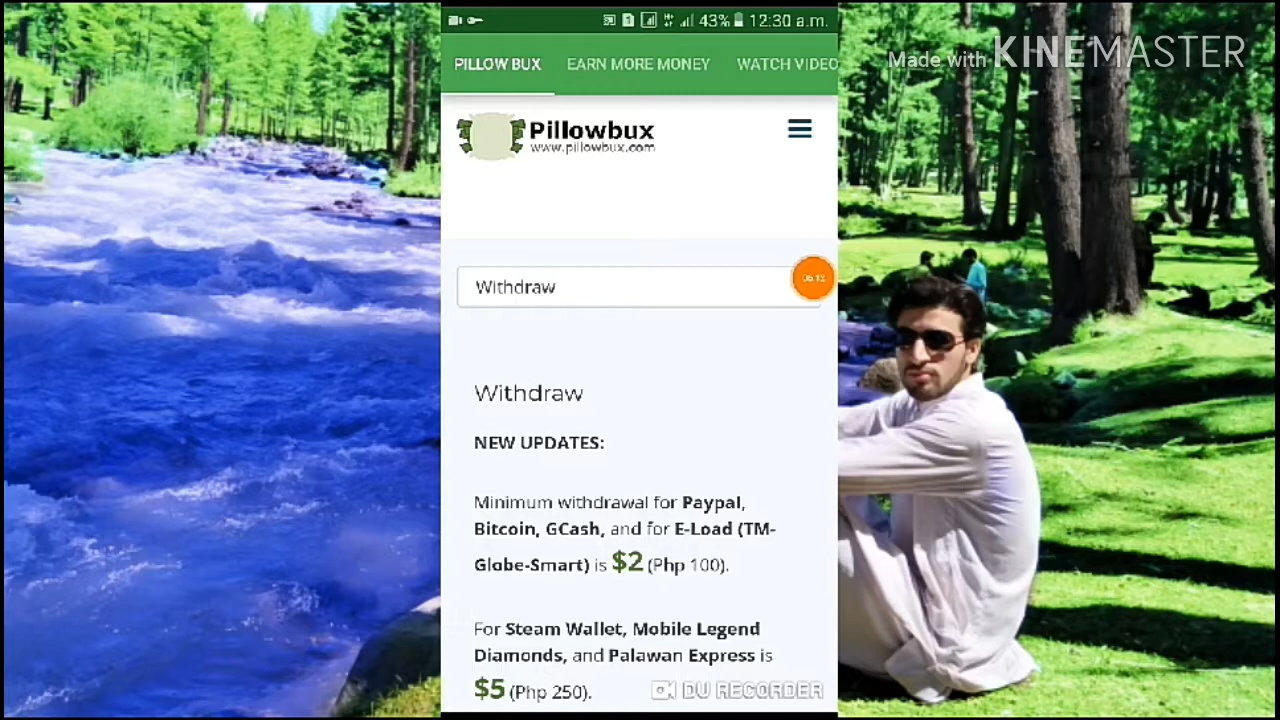 43% 12:30 a.m.
Made with KINEMASTER
PILLOW BUX EARN MORE MONEY WATCH VIDEO
Pillowbux
www.pillowbux.com
Withdraw
Withdraw
NEW UPDATES:
Minimum withdrawal for Paypal,
Bitcoin, GCash, and for E-Load (TM-
Globe-Smart) is $2 (Php 100).
For Steam Wallet, Mobile Legend
Diamonds, and Palawan Express is
$5 (Php 250).
DU RECORDER